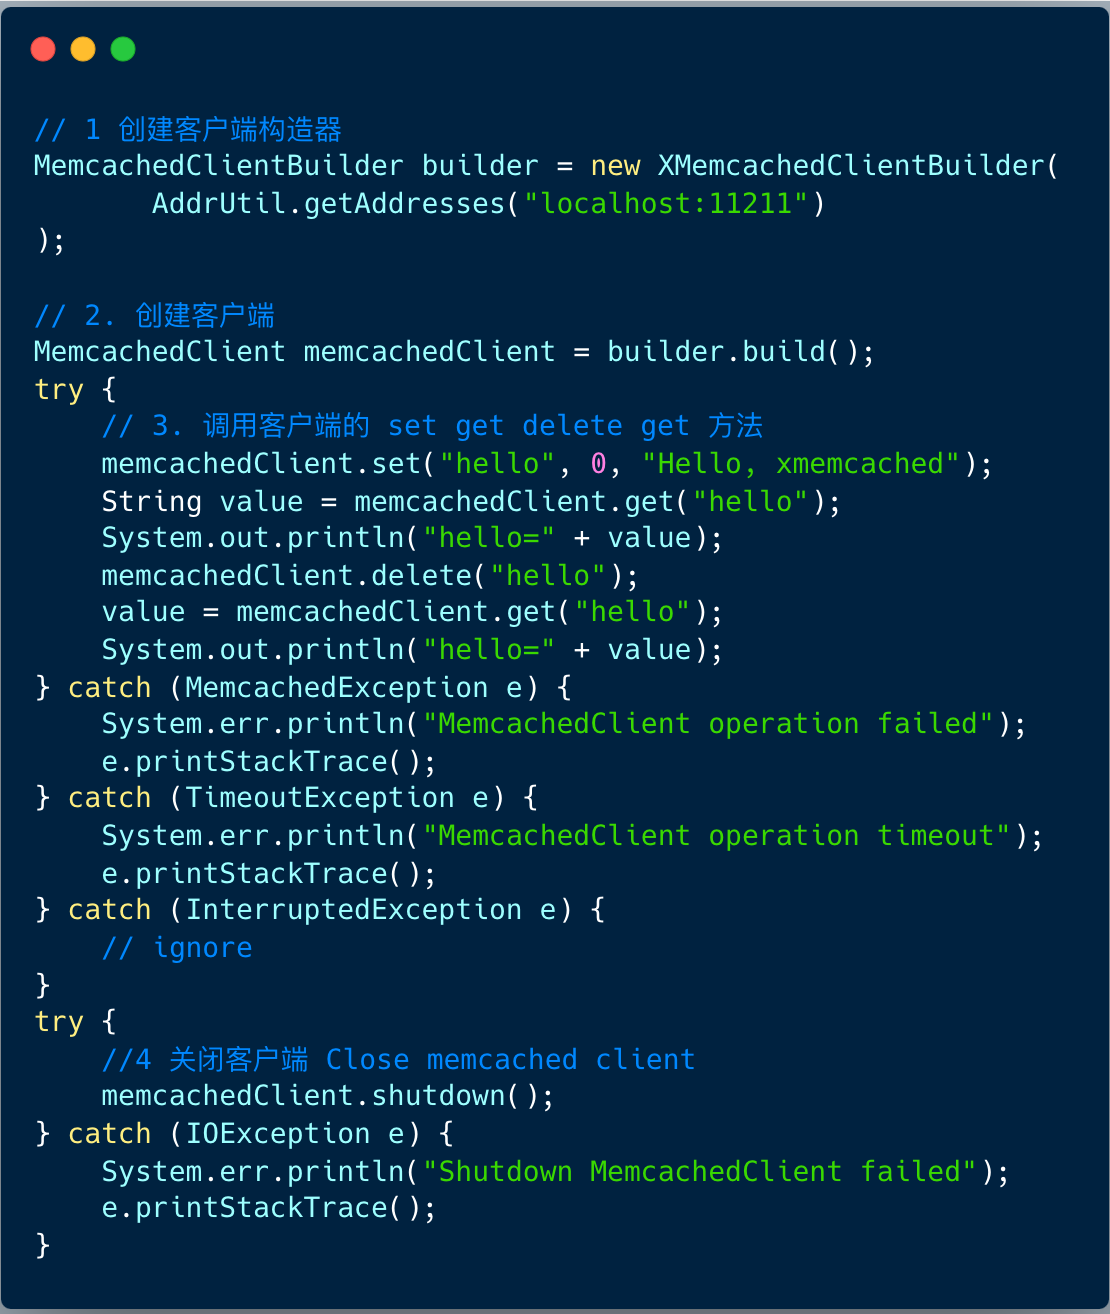 // 1 创建客户端构造器
MemcachedClientBuilder builder = new XMemcachedClientBuilder(
       AddrUtil.getAddresses("localhost:11211")
);

// 2. 创建客户端
MemcachedClient memcachedClient = builder.build();
try {
    // 3. 调用客户端的 set get delete get 方法
    memcachedClient.set("hello", 0, "Hello, xmemcached");
    String value = memcachedClient.get("hello");
    System.out.println("hello=" + value);
    memcachedClient.delete("hello");
    value = memcachedClient.get("hello");
    System.out.println("hello=" + value);
} catch (MemcachedException e) {
    System.err.println("MemcachedClient operation failed");
    e.printStackTrace();
} catch (TimeoutException e) {
    System.err.println("MemcachedClient operation timeout");
    e.printStackTrace();
} catch (InterruptedException e) {
    // ignore
}
try {
    //4 关闭客户端 Close memcached client
    memcachedClient.shutdown();
} catch (IOException e) {
    System.err.println("Shutdown MemcachedClient failed");
    e.printStackTrace();
}